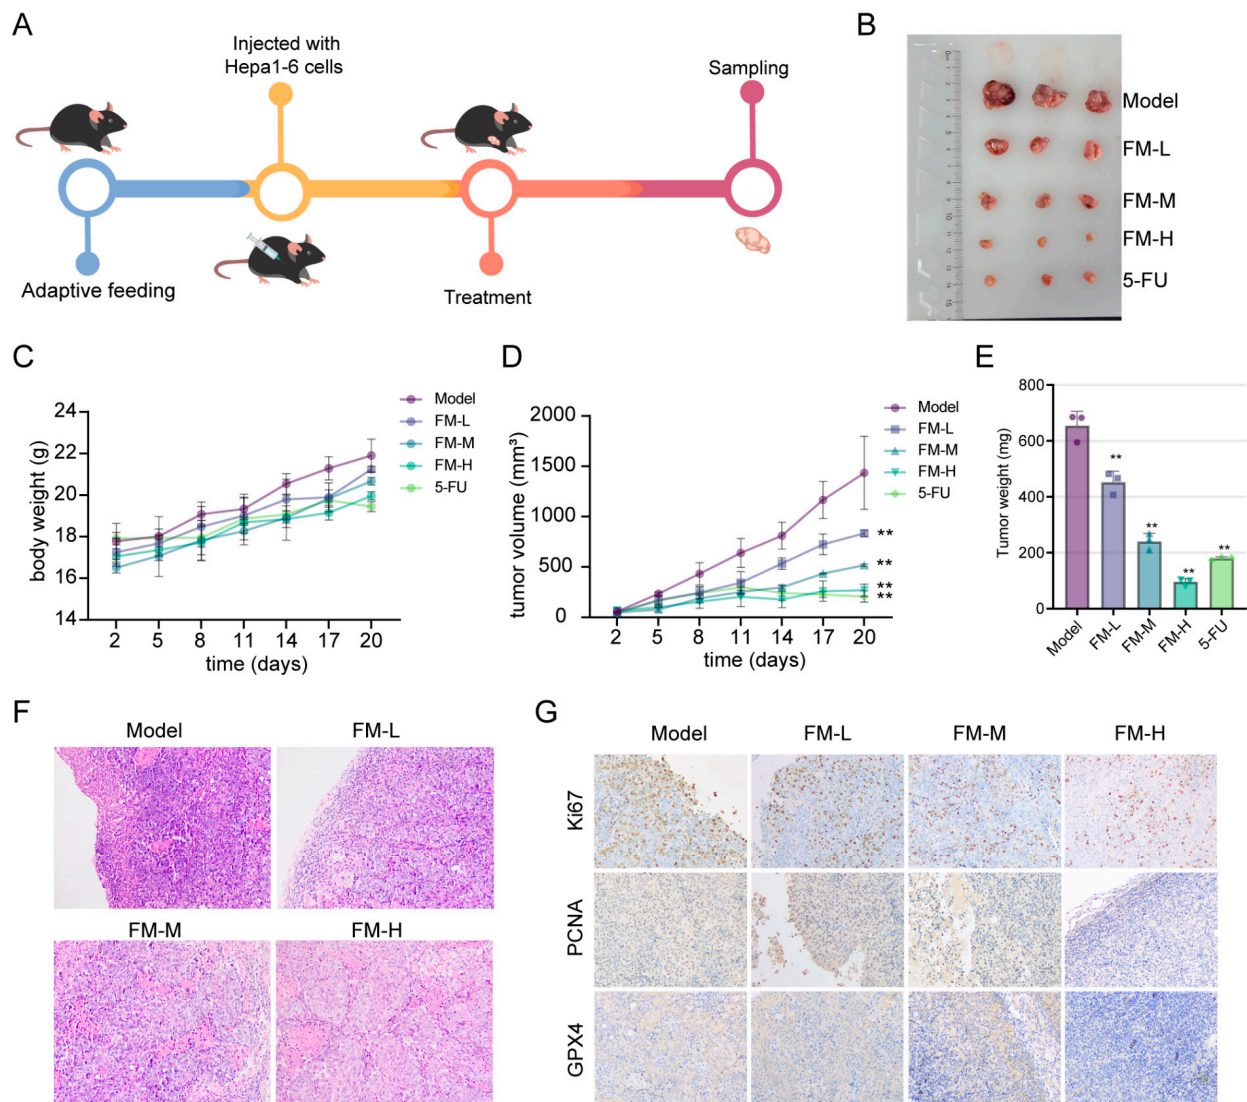 A
Injected with
Hepa1-6 cells
Sampling
Adaptive feeding
Treatment
B
Model
FM-L
FM-M
FM-H
5-FU
C
body weight (g)
24
22
20
18
16
14
2 5 8 11 14 17 20
time (days)
Model
FM-L
FM-M
FM-H
5-FU
D
tumor volume (mm³)
2000
1500
1000
500
0
2 5 8 11 14 17 20
time (days)
Model
FM-L
FM-M
FM-H
5-FU
**
**
**
**
E
Tumor weight (mg)
800
600
400
200
0
**
**
**
**
Model FM-L FM-M FM-H 5-FU
F
Model FM-L
FM-M FM-H
G
Model FM-L FM-M FM-H
Ki67
PCNA
GPX4